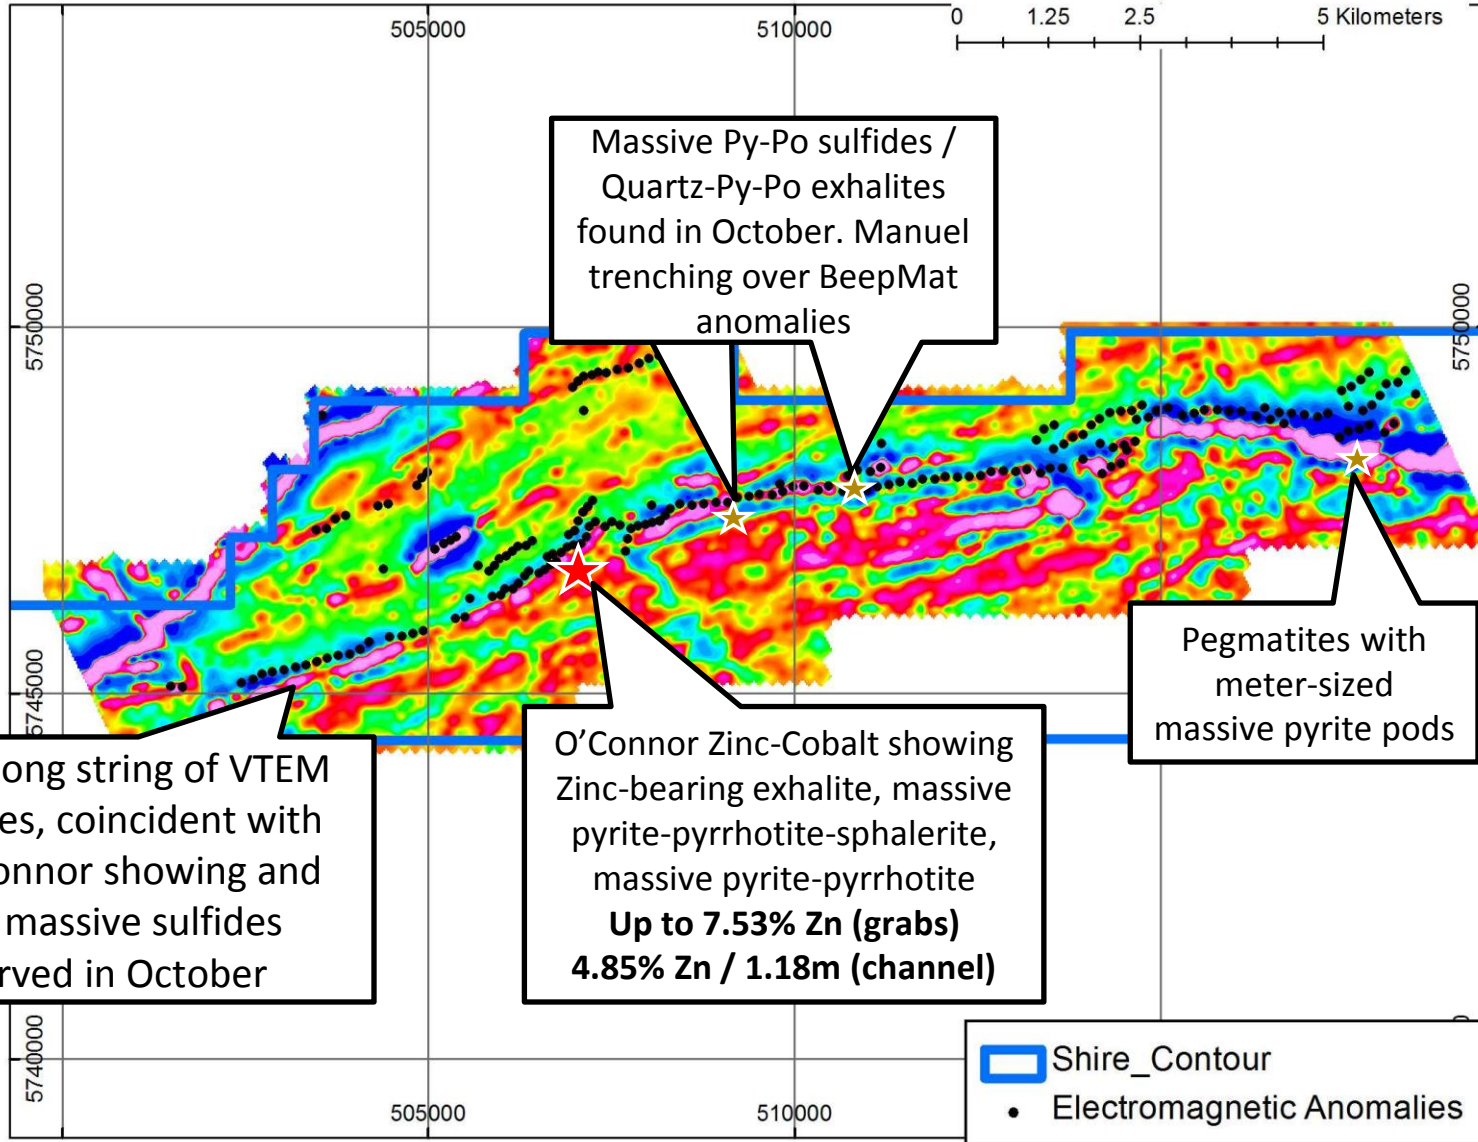 505000
510000
0 1.25 2.5 5 Kilometers
Massive Py-Po sulfides /
Quartz-Py-Po exhalites
found in October. Manuel
trenching over BeepMat
anomalies
5750000
5750000
Pegmatites with
meter-sized
massive pyrite pods
5745000
ong string of VTEM
es, coincident with
onnor showing and
massive sulfides
rved in October
O'Connor Zinc-Cobalt showing
Zinc-bearing exhalite, massive
pyrite-pyrrhotite-sphalerite,
massive pyrite-pyrrhotite
Up to 7.53% Zn (grabs)
4.85% Zn / 1.18m (channel)
5740000
505000
510000
Shire_Contour
Electromagnetic Anomalies